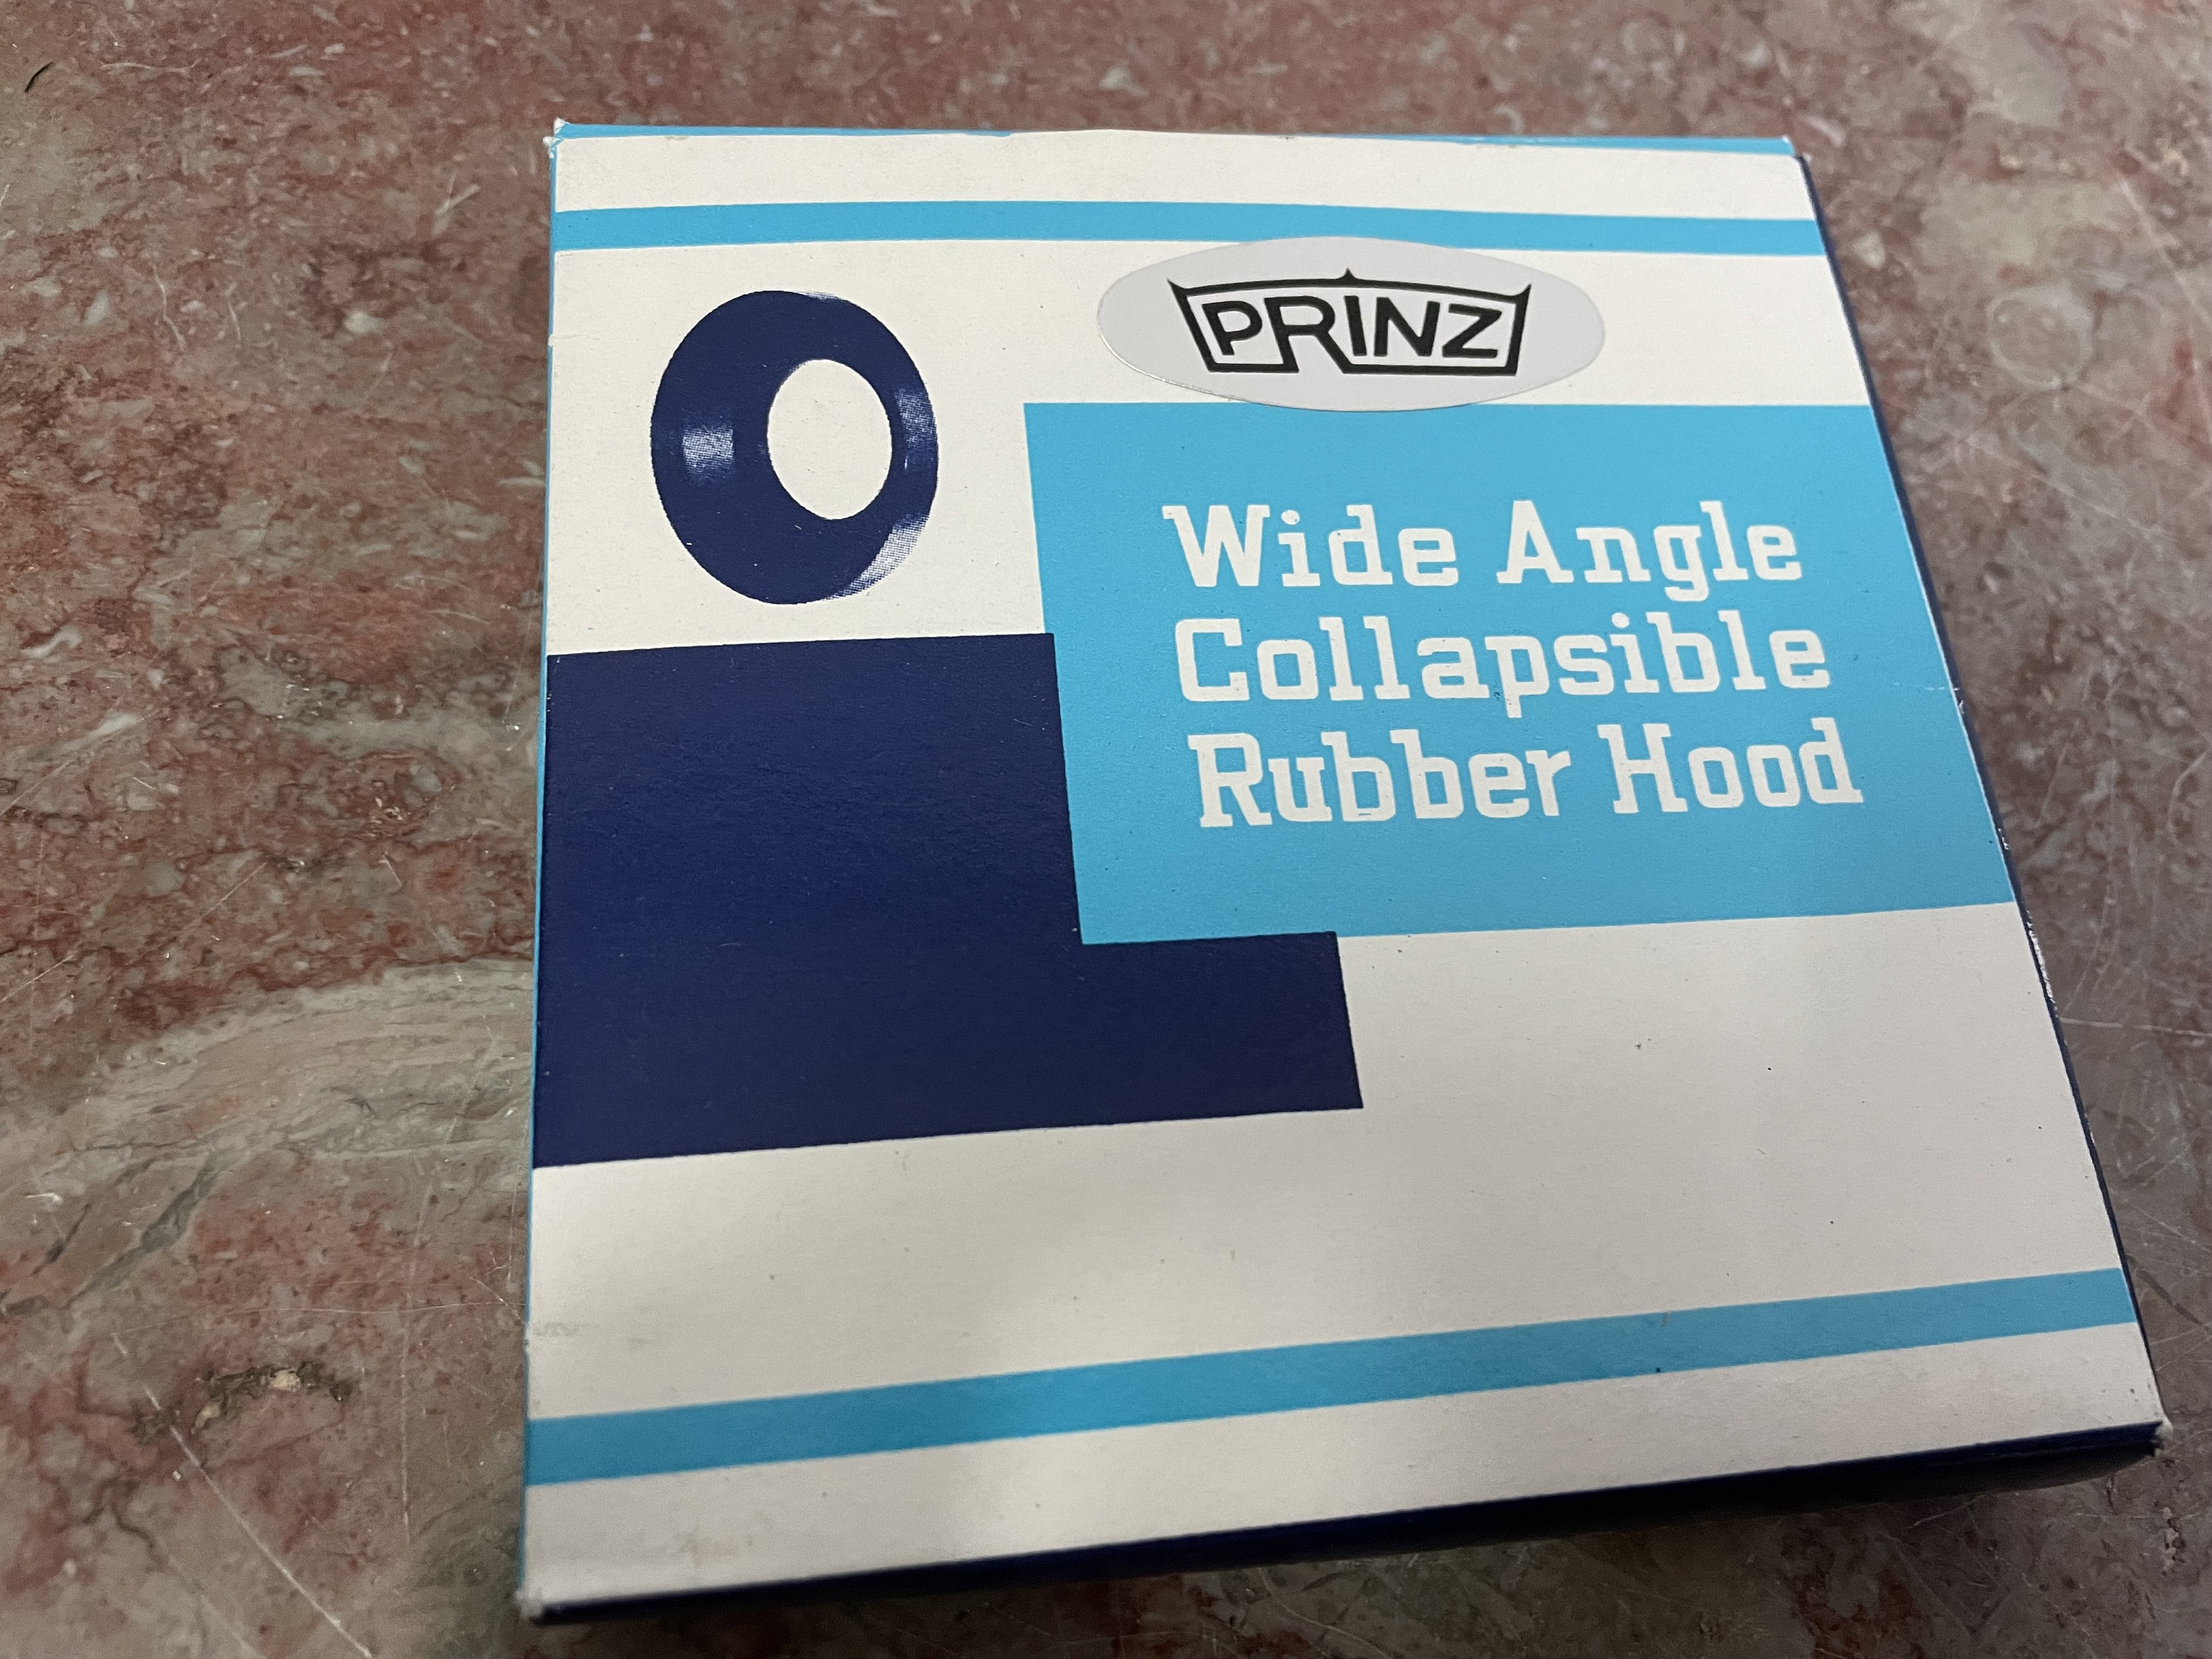 PRINZ
Wide Angle
Collapsible
Rubber Hood